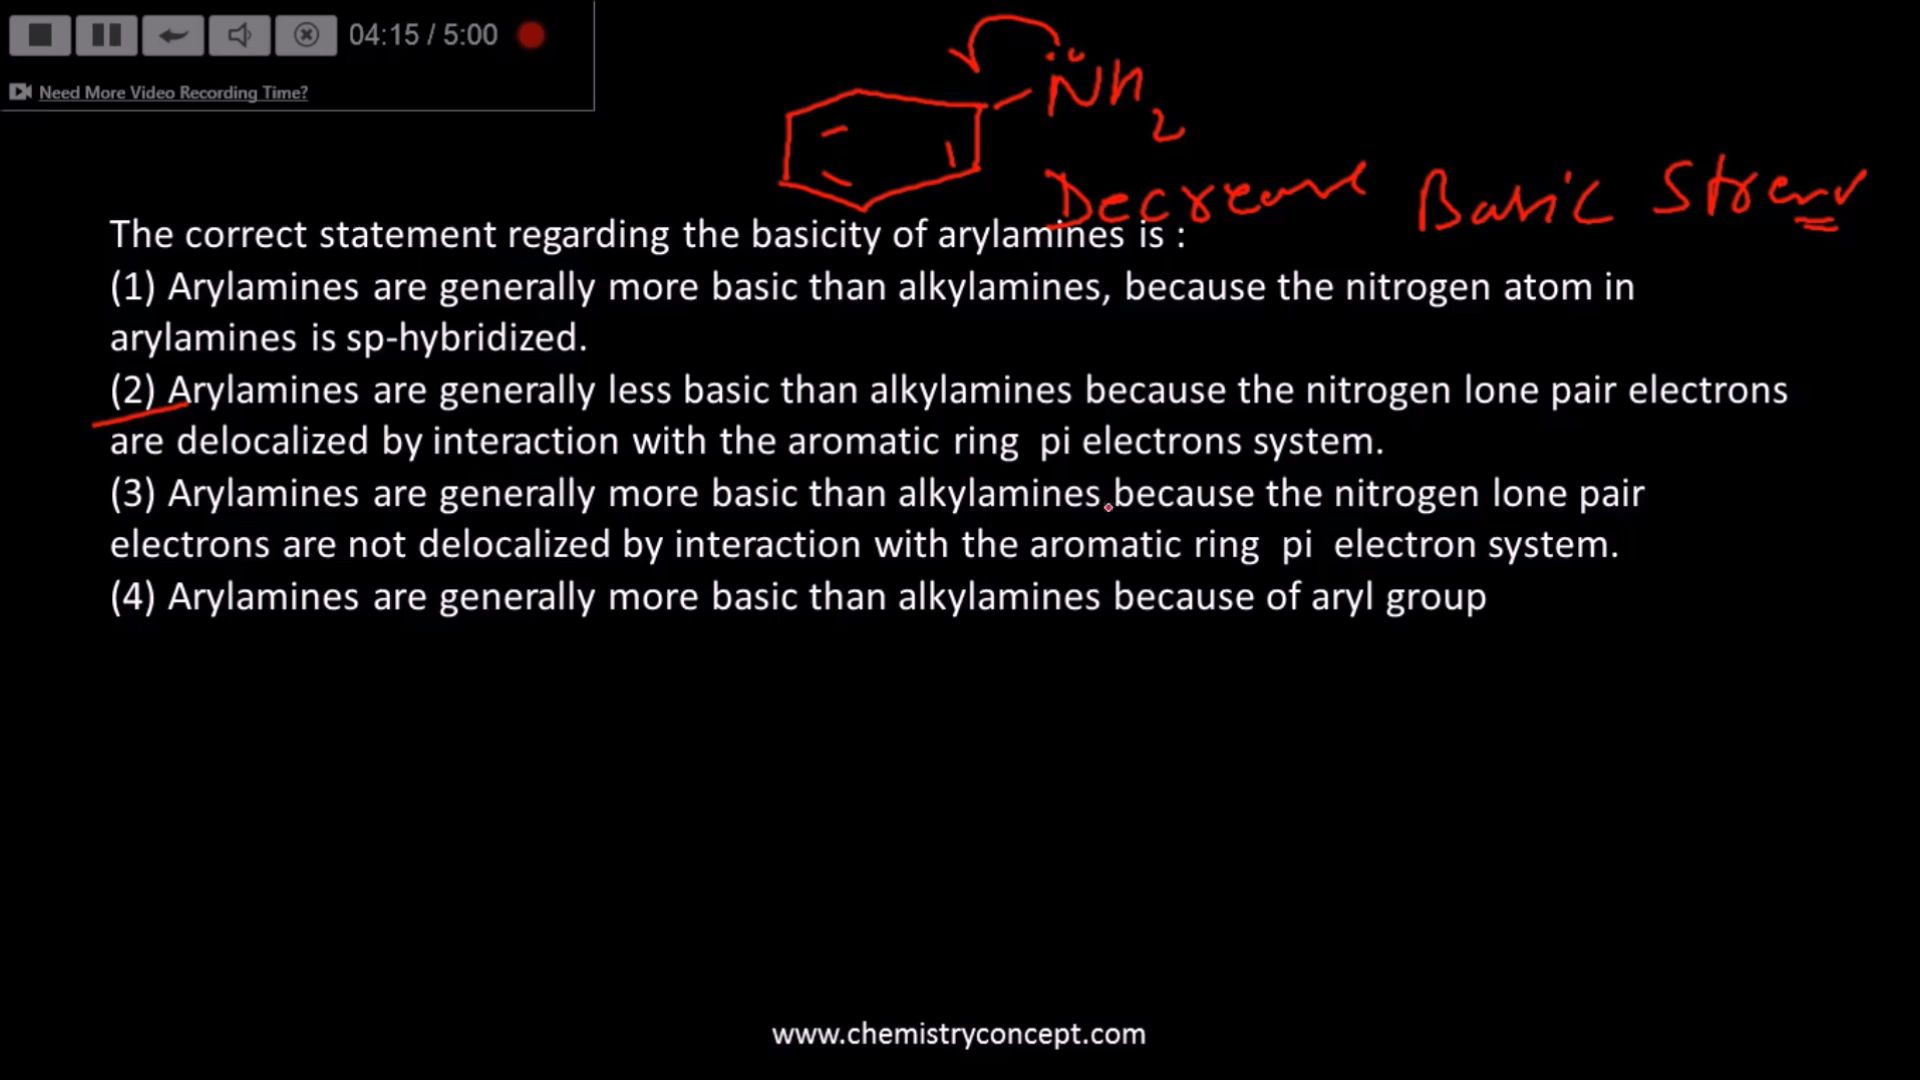 04:15 / 5:00
Need More Video Recording Time?
NH2
Decrease Basic Stren
The correct statement regarding the basicity of arylamines is :
(1) Arylamines are generally more basic than alkylamines, because the nitrogen atom in
arylamines is sp-hybridized.
(2) Arylamines are generally less basic than alkylamines because the nitrogen lone pair electrons
are delocalized by interaction with the aromatic ring pi electrons system.
(3) Arylamines are generally more basic than alkylamines because the nitrogen lone pair
electrons are not delocalized by interaction with the aromatic ring pi electron system.
(4) Arylamines are generally more basic than alkylamines because of aryl group
www.chemistryconcept.com